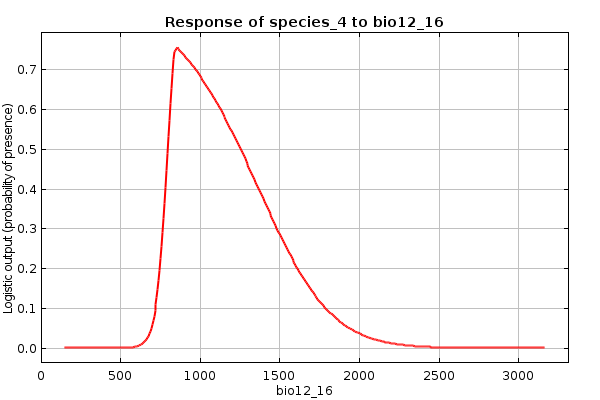 Response of species_4 to bio12_16
Logistic output (probability of presence)
0.7
0.6
0.5
0.4
0.3
0.2
0.1
0.0
0 500 1000 1500 2000 2500 3000
bio12_16